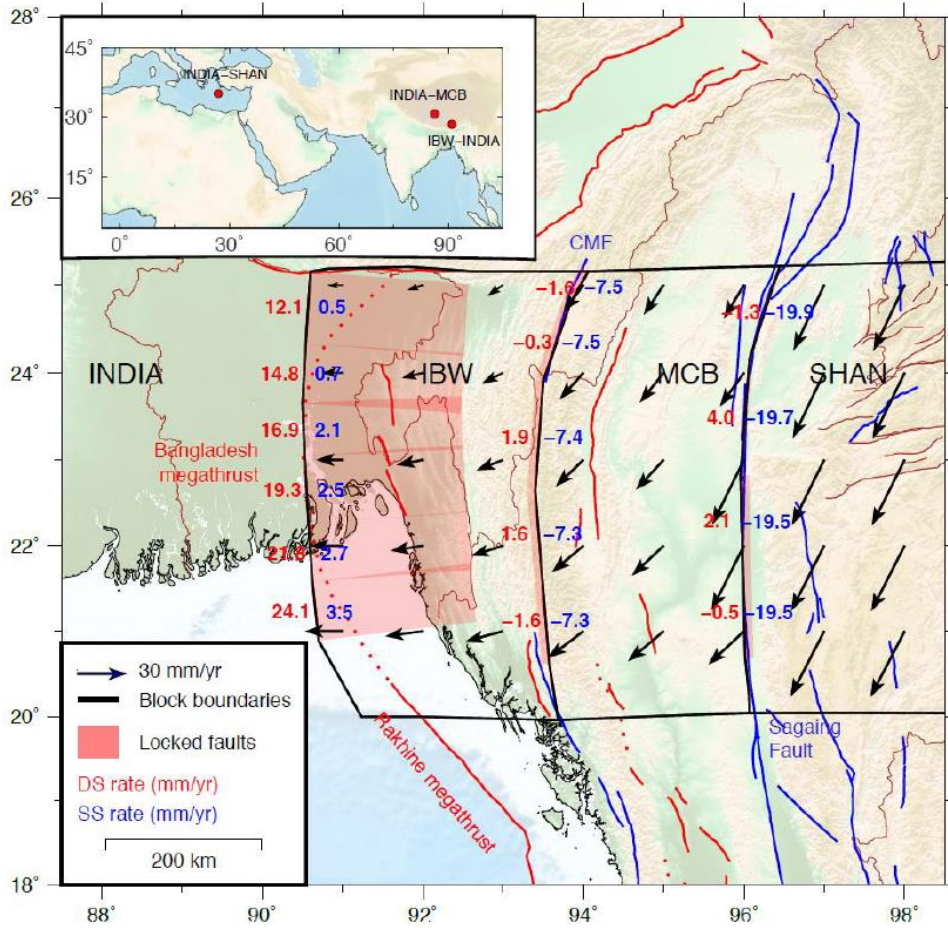 28°
26°
24°
22°
20°
18°
88°
90°
92°
94°
96°
98°
45°
30°
15°
0°
30°
60°
90°
INDIA-SHAN
INDIA-MCB
IBW-INDIA
CMF
12.1 0.5
−1.6 −7.5
−1.3 −19.9
−0.3 −7.5
INDIA
14.8 0.7
IBW
MCB
SHAN
4.0 −19.7
16.9 2.1
1.9 −7.4
Bangladesh
megathrust
19.3 2.5
2.1 −19.5
21.8 2.7
1.6 −7.3
24.1 3.5
−1.6 −7.3
−0.5 −19.5
Rakhine megathrust
Sagaing
Fault
30 mm/yr
Block boundaries
Locked faults
DS rate (mm/yr)
SS rate (mm/yr)
200 km